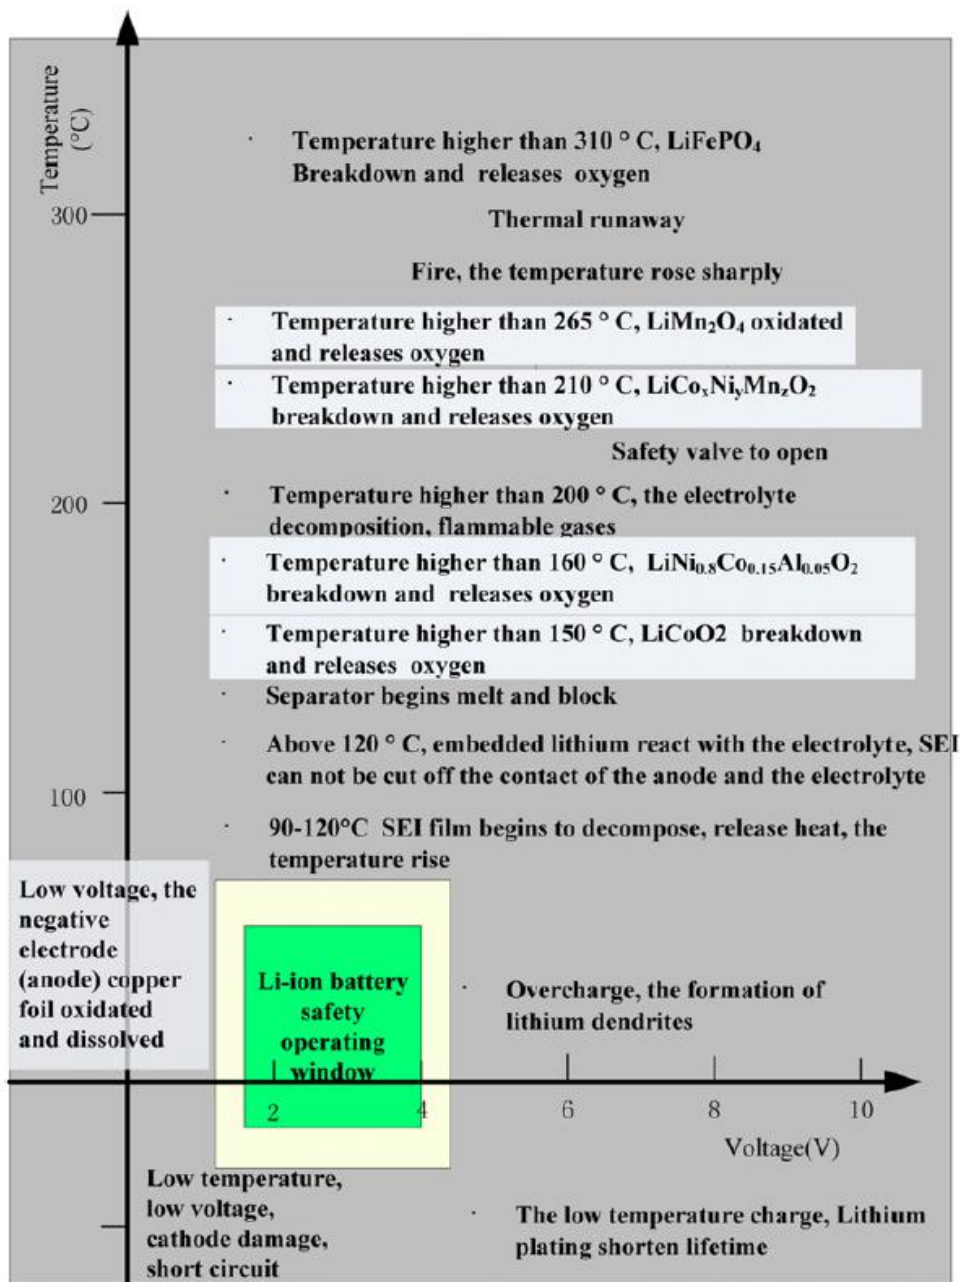 Temperature
(°C)
Temperature higher than 310 ° C, LiFePO₄
Breakdown and releases oxygen
300
Thermal runaway
Fire, the temperature rose sharply
Temperature higher than 265 ° C, LiMn₂O₄ oxidated
and releases oxygen
Temperature higher than 210 ° C, LiCoₓNiᵧMn_zO₂
breakdown and releases oxygen
Safety valve to open
200
Temperature higher than 200 ° C, the electrolyte
decomposition, flammable gases
Temperature higher than 160 ° C, LiNi₀.₈Co₀.₁₅Al₀.₀₅O₂
breakdown and releases oxygen
Temperature higher than 150 ° C, LiCoO2 breakdown
and releases oxygen
Separator begins melt and block
Above 120 ° C, embedded lithium react with the electrolyte, SEI
can not be cut off the contact of the anode and the electrolyte
100
90-120°C SEI film begins to decompose, release heat, the
temperature rise
Low voltage, the
negative
electrode
(anode) copper
foil oxidated
and dissolved
Li-ion battery
safety
operating
window
Overcharge, the formation of
lithium dendrites
2
4
6
8
10
Voltage(V)
Low temperature,
low voltage,
cathode damage,
short circuit
The low temperature charge, Lithium
plating shorten lifetime